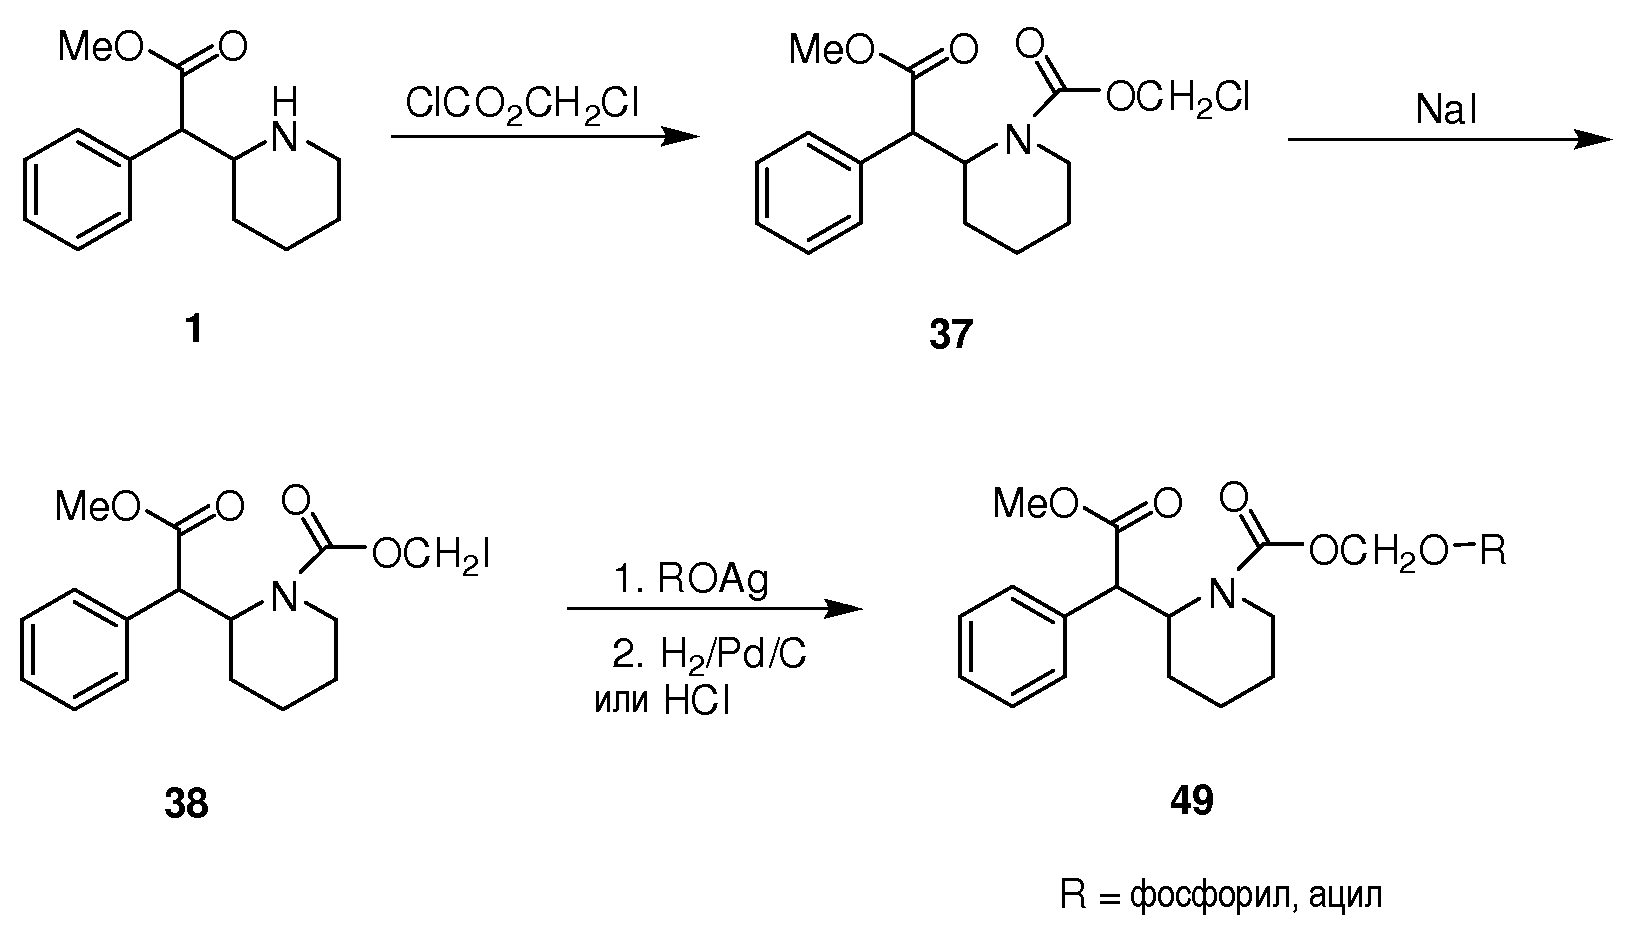 MeO O
H
N
ClCO₂CH₂Cl
MeO O O
OCH₂Cl
N
NaI
1
37
MeO O O
OCH₂I
N
1. ROAg
2. H₂/Pd/C
или HCl
MeO O O
OCH₂O–R
N
38
49
R = фосфорил, ацил